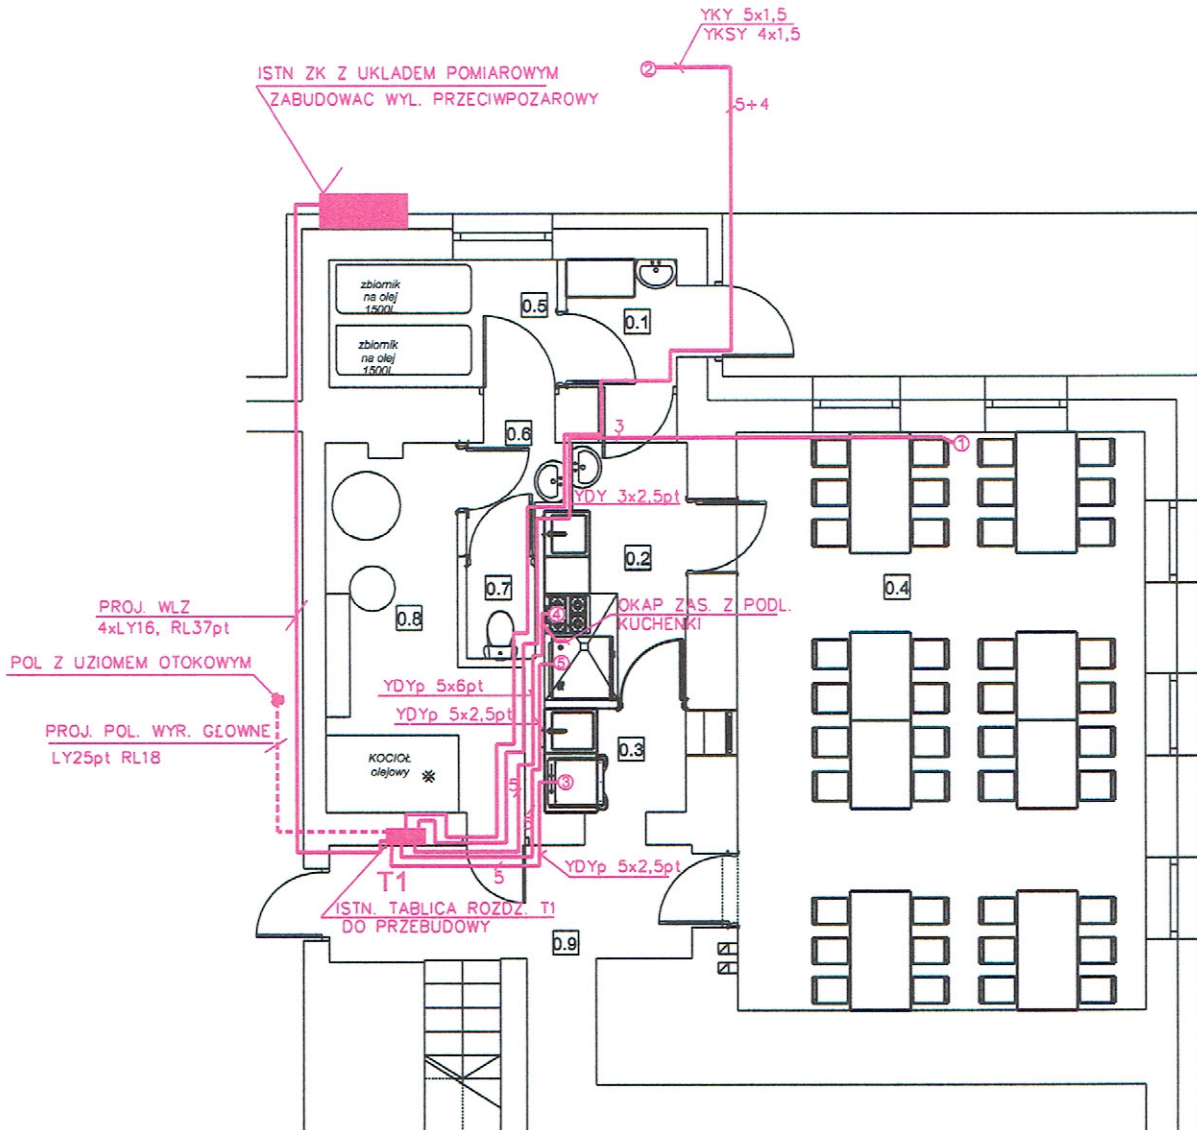 YKY 5x1,5
YKSY 4x1,5
2
ISTN ZK Z UKLADEM POMIAROWYM
ZABUDOWAC WYL. PRZECIWPOZAROWY
5+4
zbiornik
na olej
1500L
0.5
0.1
zbiornik
na olej
1500L
0.6
3
1
YDY 3x2,5pt
0.2
0.7
0.4
PROJ. WLZ
4xLY16, RL37pt
0.8
4
OKAP ZAS. Z PODL.
KUCHENKI
POL Z UZIOMEM OTOKOWYM
5
YDYp 5x6pt
YDYp 5x2,5pt
PROJ. POL. WYR. GŁOWNE
LY25pt RL18
0.3
KOCIOŁ
olejowy
3
5
5
T1
5
YDYp 5x2,5pt
ISTN. TABLICA ROZDZ. T1
DO PRZEBUDOWY
0.9